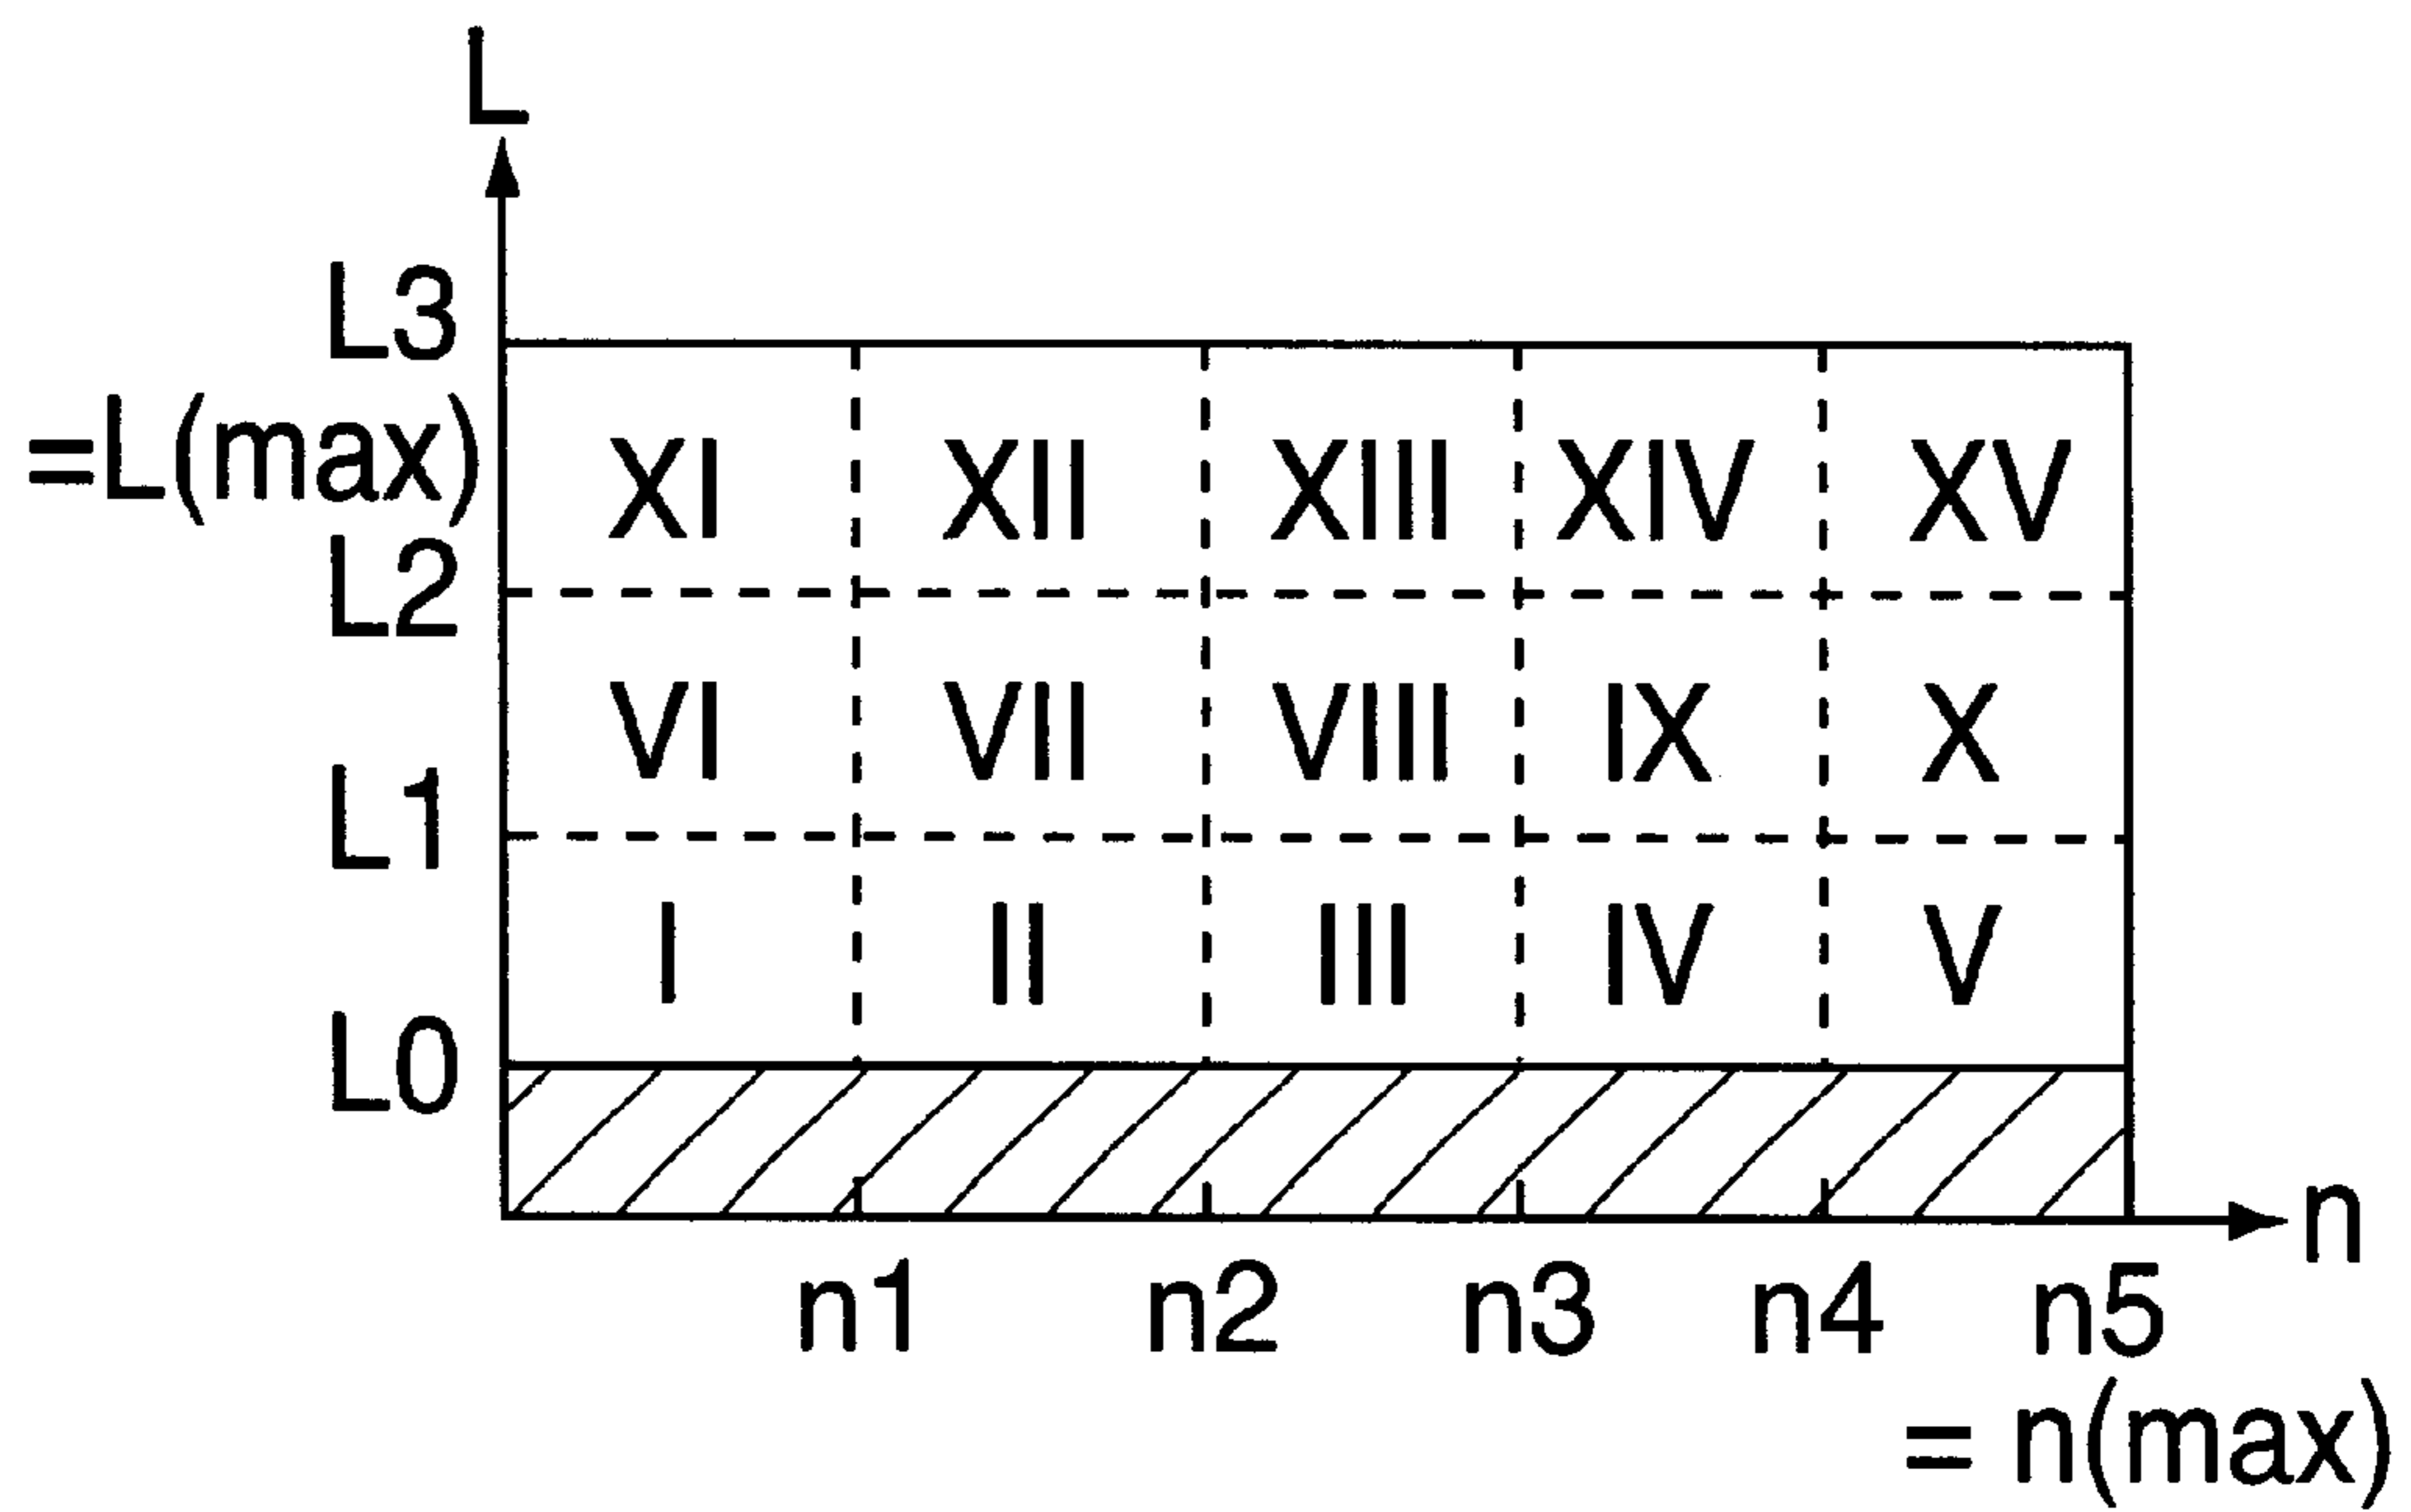 L
L3
=L(max)
XI XII XIII XIV XV
L2
VI VII VIII IX X
L1
I II III IV V
L0
n
n1 n2 n3 n4 n5
= n(max)